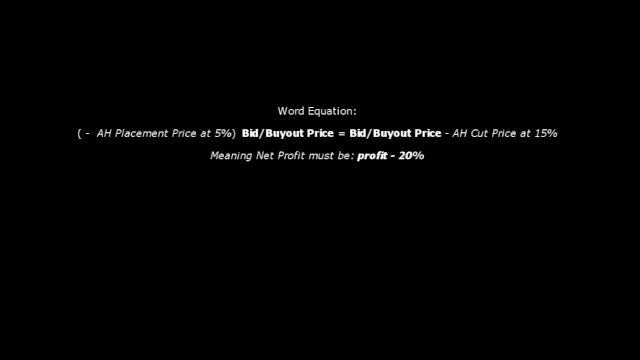 Word Equation:
( -  AH Placement Price at 5%)  Bid/Buyout Price = Bid/Buyout Price - AH Cut Price at 15%
Meaning Net Profit must be: profit – 20%